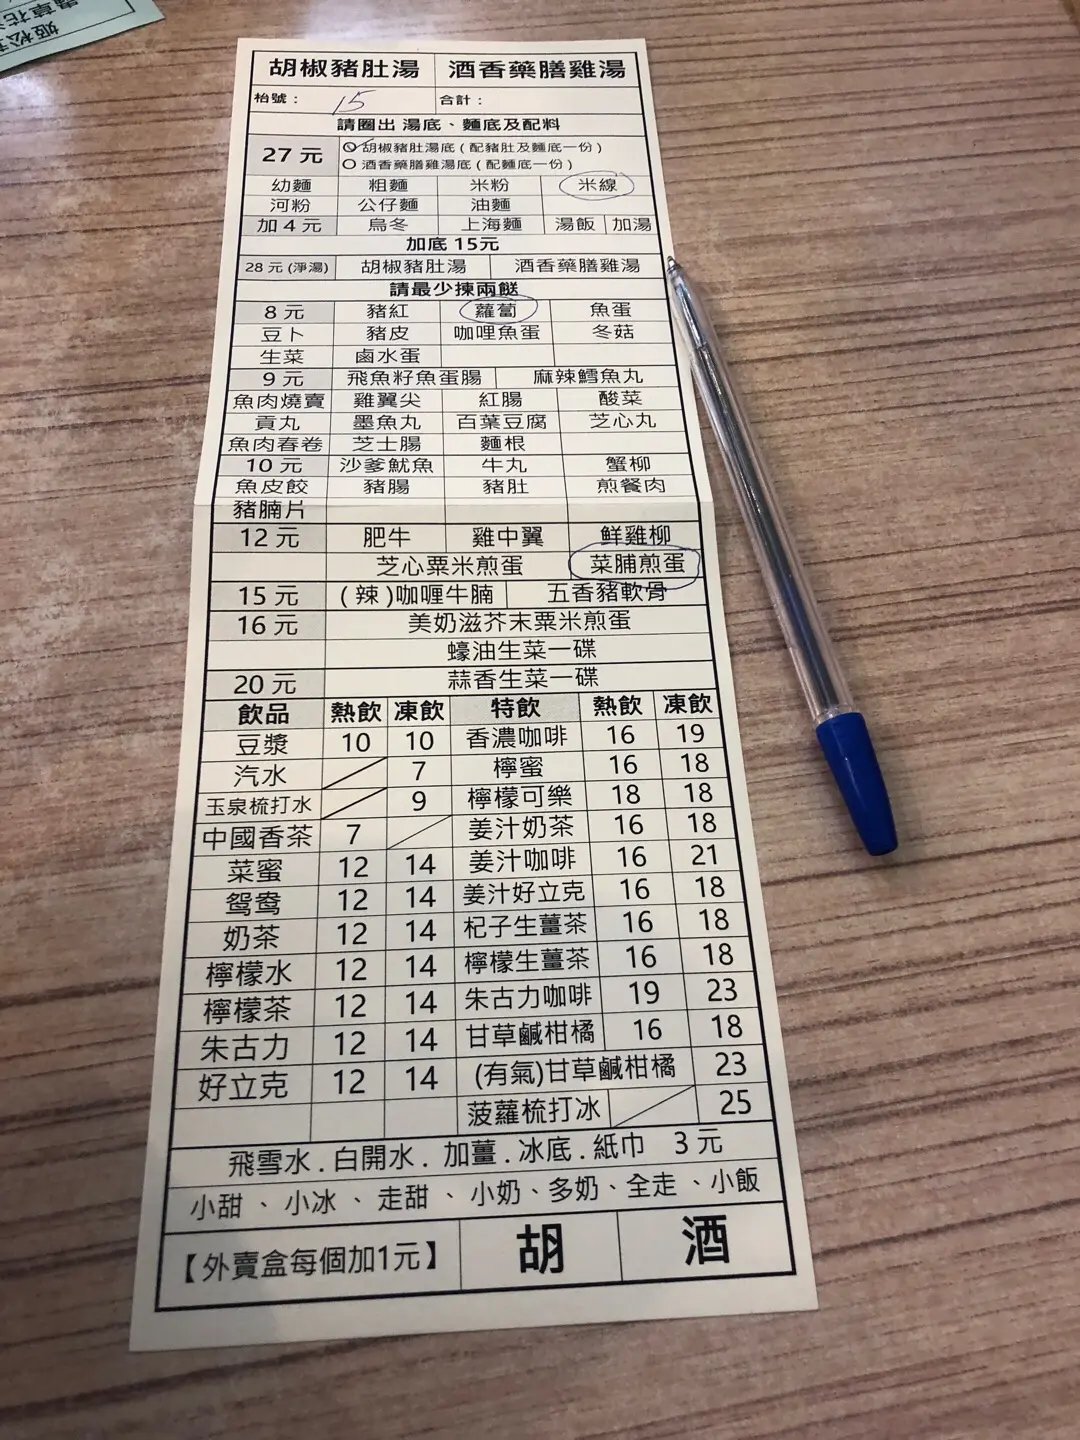 胡椒豬肚湯 酒香藥膳雞湯
枱號： 15 合計：
請圈出 湯底、麵底及配料
27 元 胡椒豬肚湯底（配豬肚及麵底一份）
酒香藥膳雞湯底（配麵底一份）
幼麵 粗麵 米粉 米線
河粉 公仔麵 油麵
加 4 元 烏冬 上海麵 湯飯 加湯
加底 15元
28 元 (淨湯) 胡椒豬肚湯 酒香藥膳雞湯
請最少揀兩餸
8 元 豬紅 蘿蔔 魚蛋
豆卜 豬皮 咖哩魚蛋 冬菇
生菜 鹵水蛋
9 元 飛魚籽魚蛋腸 麻辣鱈魚丸
魚肉燒賣 雞翼尖 紅腸 酸菜
貢丸 墨魚丸 百葉豆腐 芝心丸
魚肉春卷 芝士腸 麵根
10 元 沙爹魷魚 牛丸 蟹柳
魚皮餃 豬腸 豬肚 煎餐肉
豬腩片
12 元 肥牛 雞中翼 鮮雞柳
芝心粟米煎蛋 菜脯煎蛋
15 元 (辣)咖喱牛腩 五香豬軟骨
16 元 美奶滋芥末粟米煎蛋
蠔油生菜一碟
20 元 蒜香生菜一碟
飲品 熱飲 凍飲 特飲 熱飲 凍飲
豆漿 10 10 香濃咖啡 16 19
汽水 7 檸蜜 16 18
玉泉梳打水 9 檸檬可樂 18 18
中國香茶 7 姜汁奶茶 16 18
菜蜜 12 14 姜汁咖啡 16 21
鴛鴦 12 14 姜汁好立克 16 18
奶茶 12 14 杞子生薑茶 16 18
檸檬水 12 14 檸檬生薑茶 16 18
檸檬茶 12 14 朱古力咖啡 19 23
朱古力 12 14 甘草鹹柑橘 16 18
好立克 12 14 (有氣)甘草鹹柑橘 23
菠蘿梳打冰 25
飛雪水 . 白開水 . 加薑 . 冰底 . 紙巾 3 元
小甜 、 小冰 、 走甜 、 小奶、多奶、全走 、小飯
【外賣盒每個加1元】 胡 酒